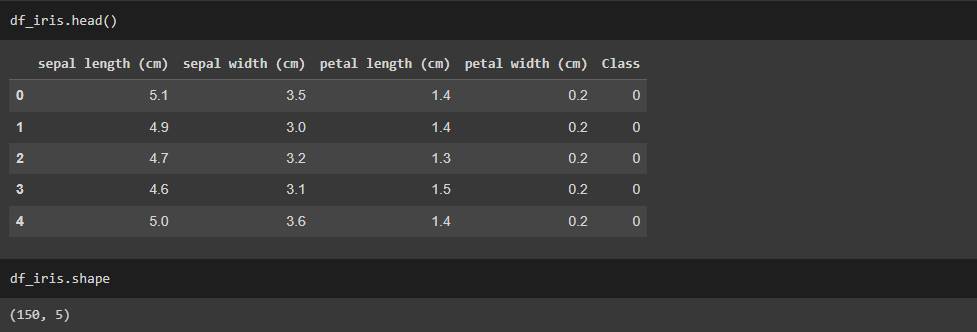 df_iris.head()
sepal length (cm) sepal width (cm) petal length (cm) petal width (cm) Class
0 5.1 3.5 1.4 0.2 0
1 4.9 3.0 1.4 0.2 0
2 4.7 3.2 1.3 0.2 0
3 4.6 3.1 1.5 0.2 0
4 5.0 3.6 1.4 0.2 0
df_iris.shape
(150, 5)